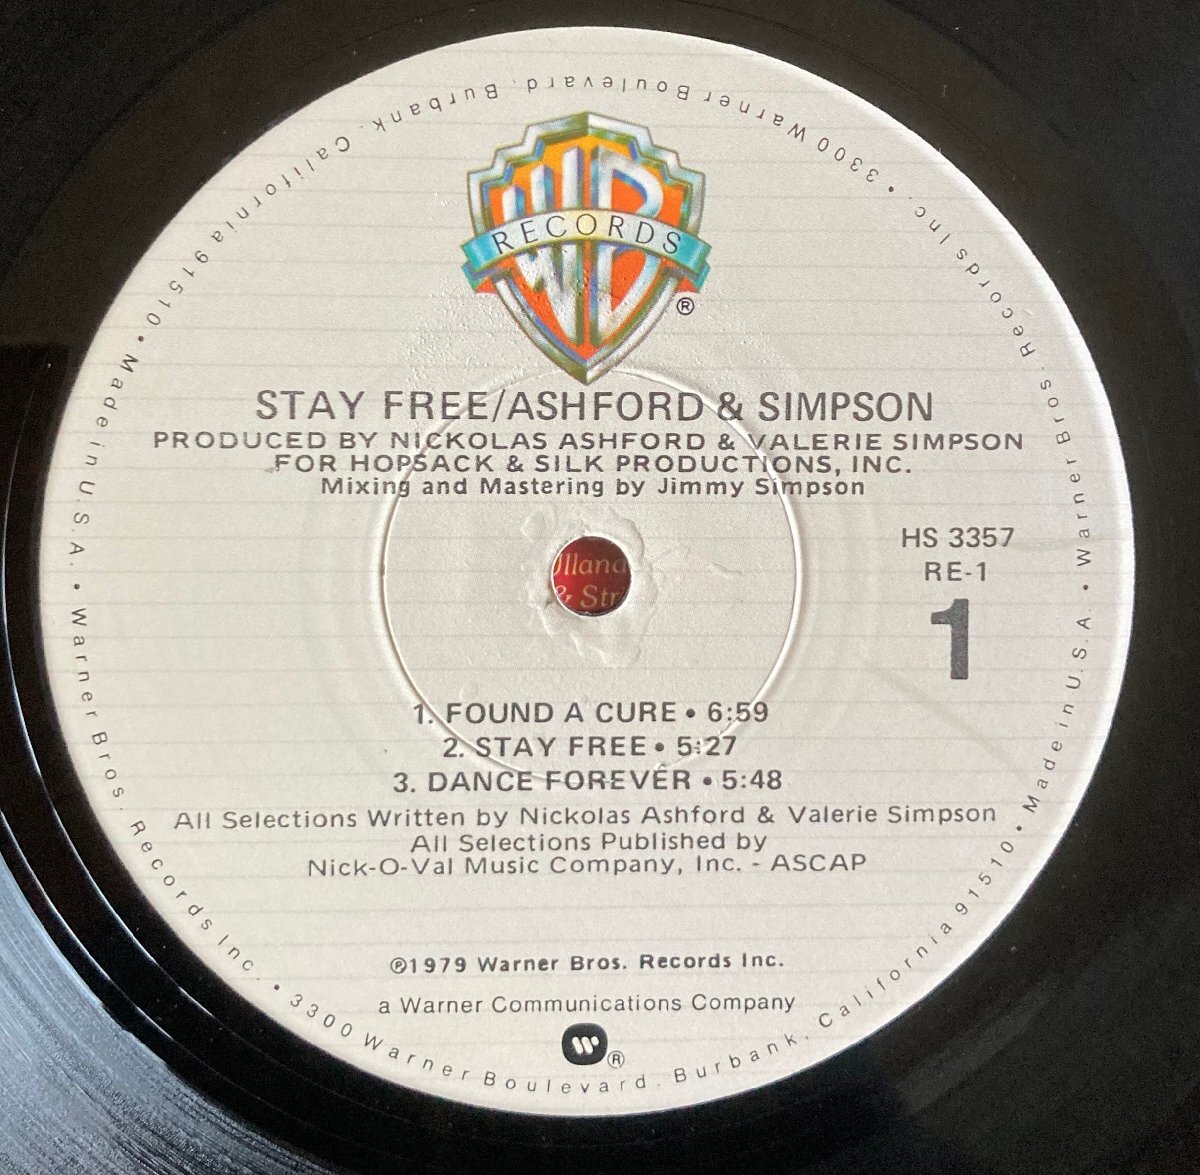 WB
RECORDS
®
STAY FREE/ASHFORD & SIMPSON
PRODUCED BY NICKOLAS ASHFORD & VALERIE SIMPSON
FOR HOPSACK & SILK PRODUCTIONS, INC.
Mixing and Mastering by Jimmy Simpson
HS 3357
RE-1
1
& Str
1. FOUND A CURE • 6:59
2. STAY FREE • 5:27
3. DANCE FOREVER • 5:48
All Selections Written by Nickolas Ashford & Valerie Simpson
All Selections Published by
Nick-O-Val Music Company, Inc. - ASCAP
℗1979 Warner Bros. Records Inc.
a Warner Communications Company
®
Warner Bros. Records Inc. • 3300 Warner Boulevard. Burbank. California 91510 • Made in U.S.A. • Warner Bros. Records Inc. • 3300 Warner Boulevard. Burbank. California 91510 • Made in U.S.A. •